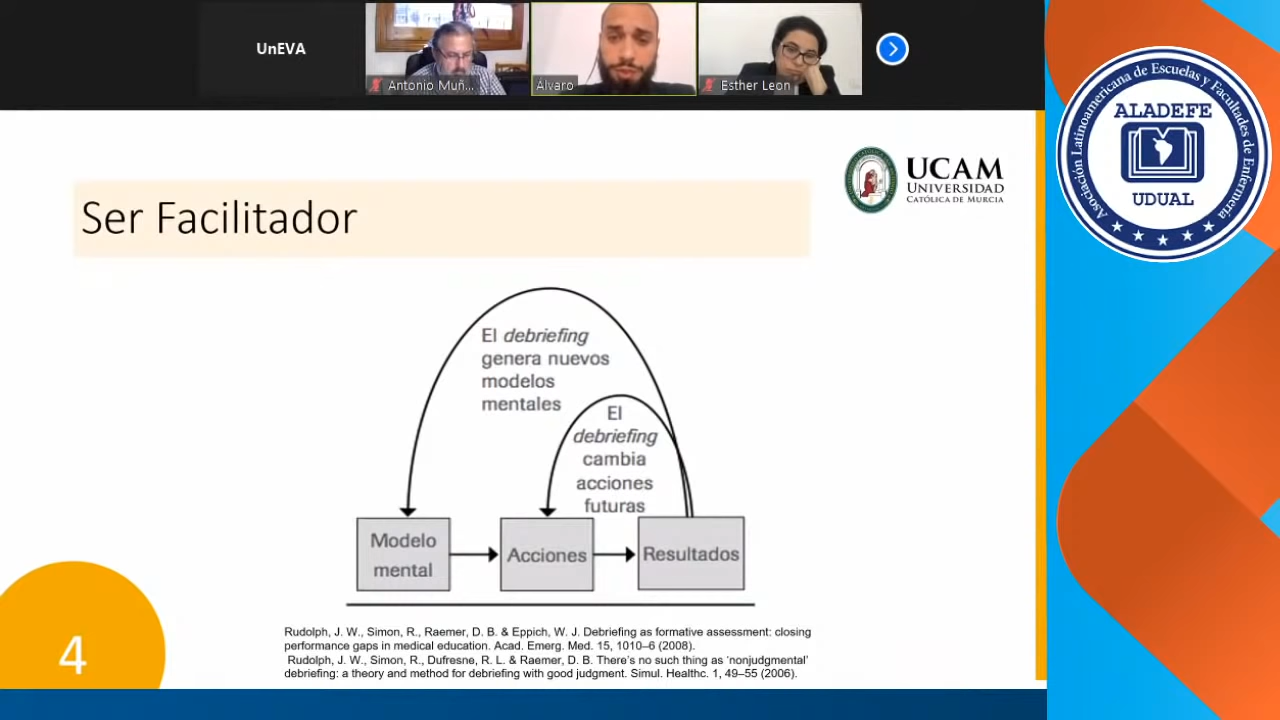 UnEVA
Antonio Muñ...
Alvaro
Esther Leon
Asociación Latinoamericana de Escuelas y Facultades de Enfermería
ALADEFE
UDUAL
UCAM
UNIVERSIDAD
CATÓLICA DE MURCIA
Ser Facilitador
El debriefing
genera nuevos
modelos
mentales
El
debriefing
cambia
acciones
futuras
Modelo
mental
Acciones
Resultados
4
Rudolph, J. W., Simon, R., Raemer, D. B. & Eppich, W. J. Debriefing as formative assessment: closing
performance gaps in medical education. Acad. Emerg. Med. 15, 1010–6 (2008).
Rudolph, J. W., Simon, R., Dufresne, R. L. & Raemer, D. B. There's no such thing as 'nonjudgmental'
debriefing: a theory and method for debriefing with good judgment. Simul. Healthc. 1, 49–55 (2006).